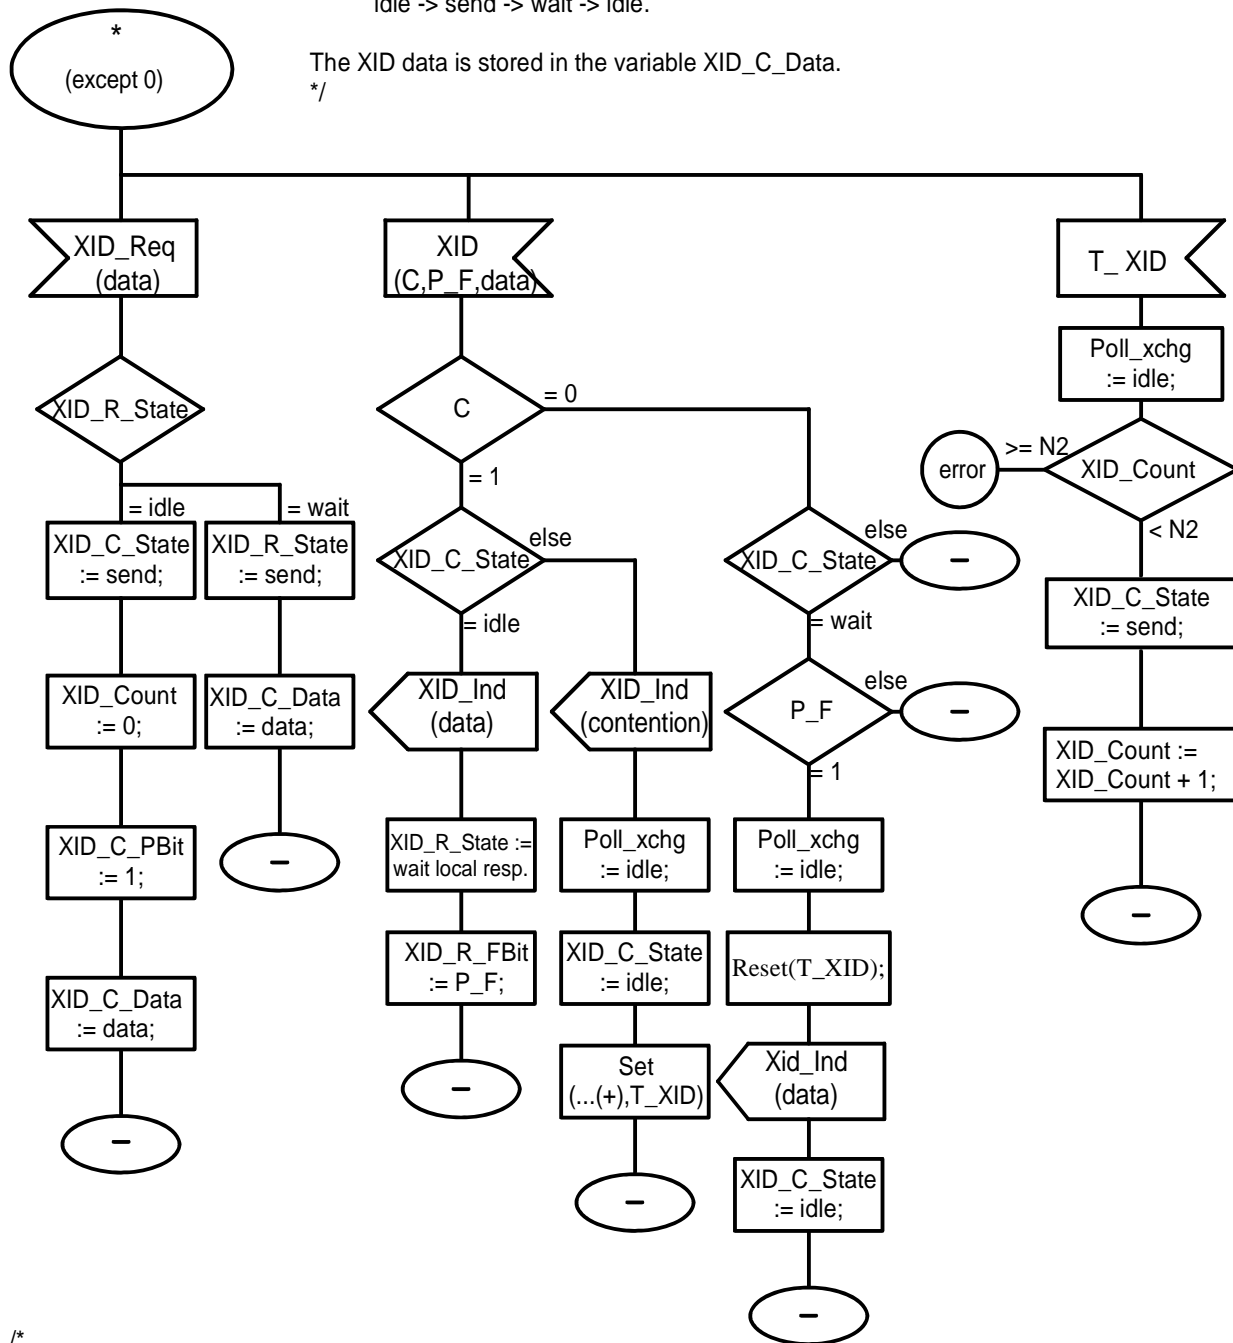 idle -> send -> wait -> idle.
The XID data is stored in the variable XID_C_Data.
*/
*
(except 0)
XID_Req
(data)
XID_R_State
= idle
= wait
XID_C_State
:= send;
XID_R_State
:= send;
XID_Count
:= 0;
XID_C_Data
:= data;
XID_C_PBit
:= 1;
–
XID_C_Data
:= data;
–
XID
(C,P_F,data)
C
= 0
= 1
XID_C_State
else
= idle
XID_Ind
(data)
XID_R_State :=
wait local resp.
XID_R_FBit
:= P_F;
–
XID_Ind
(contention)
Poll_xchg
:= idle;
XID_C_State
:= idle;
Set
(...(+),T_XID)
–
XID_C_State
else
–
= wait
P_F
else
–
= 1
Poll_xchg
:= idle;
Reset(T_XID);
Xid_Ind
(data)
XID_C_State
:= idle;
–
T_ XID
Poll_xchg
:= idle;
XID_Count
>= N2
error
< N2
XID_C_State
:= send;
XID_Count :=
XID_Count + 1;
–
/*